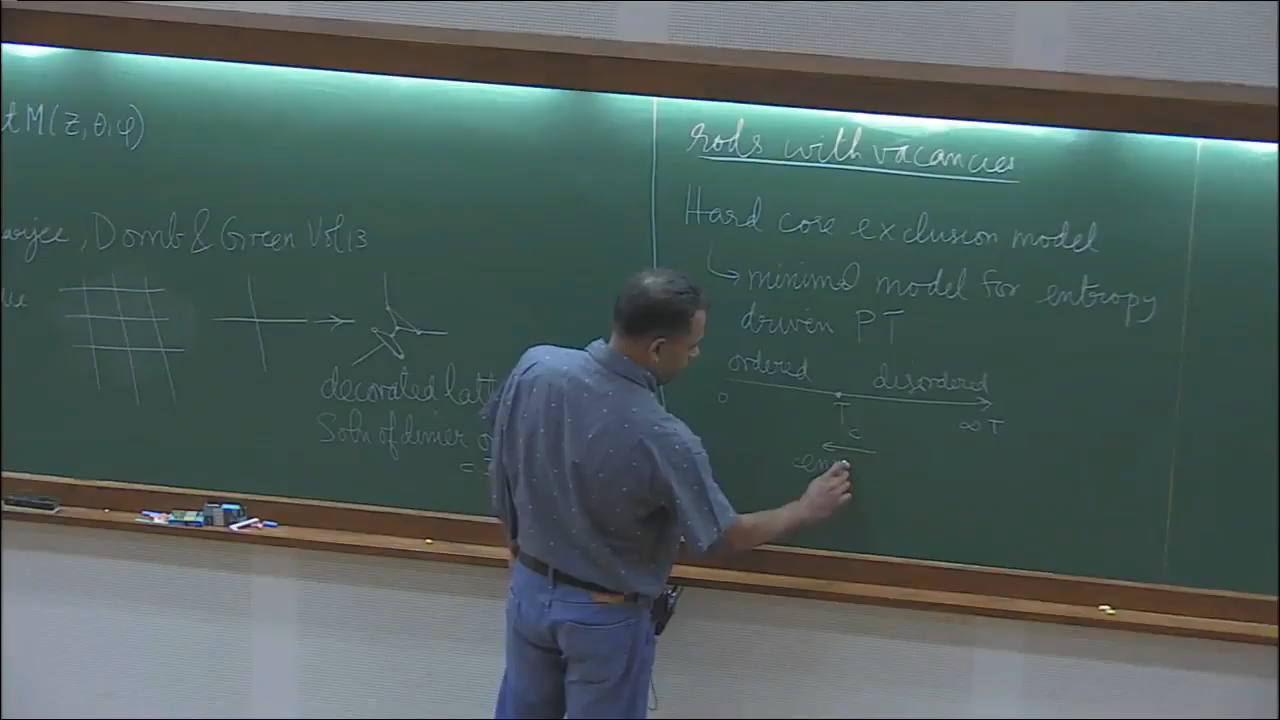 t M(z,θ,φ)
, Domb & Green Vol 13
decorated latt
Soln of dimer
rods with vacancies
Hard core exclusion model
↳ minimal model for entropy
driven PT
ordered disordered
0 T_c ∞ T
←